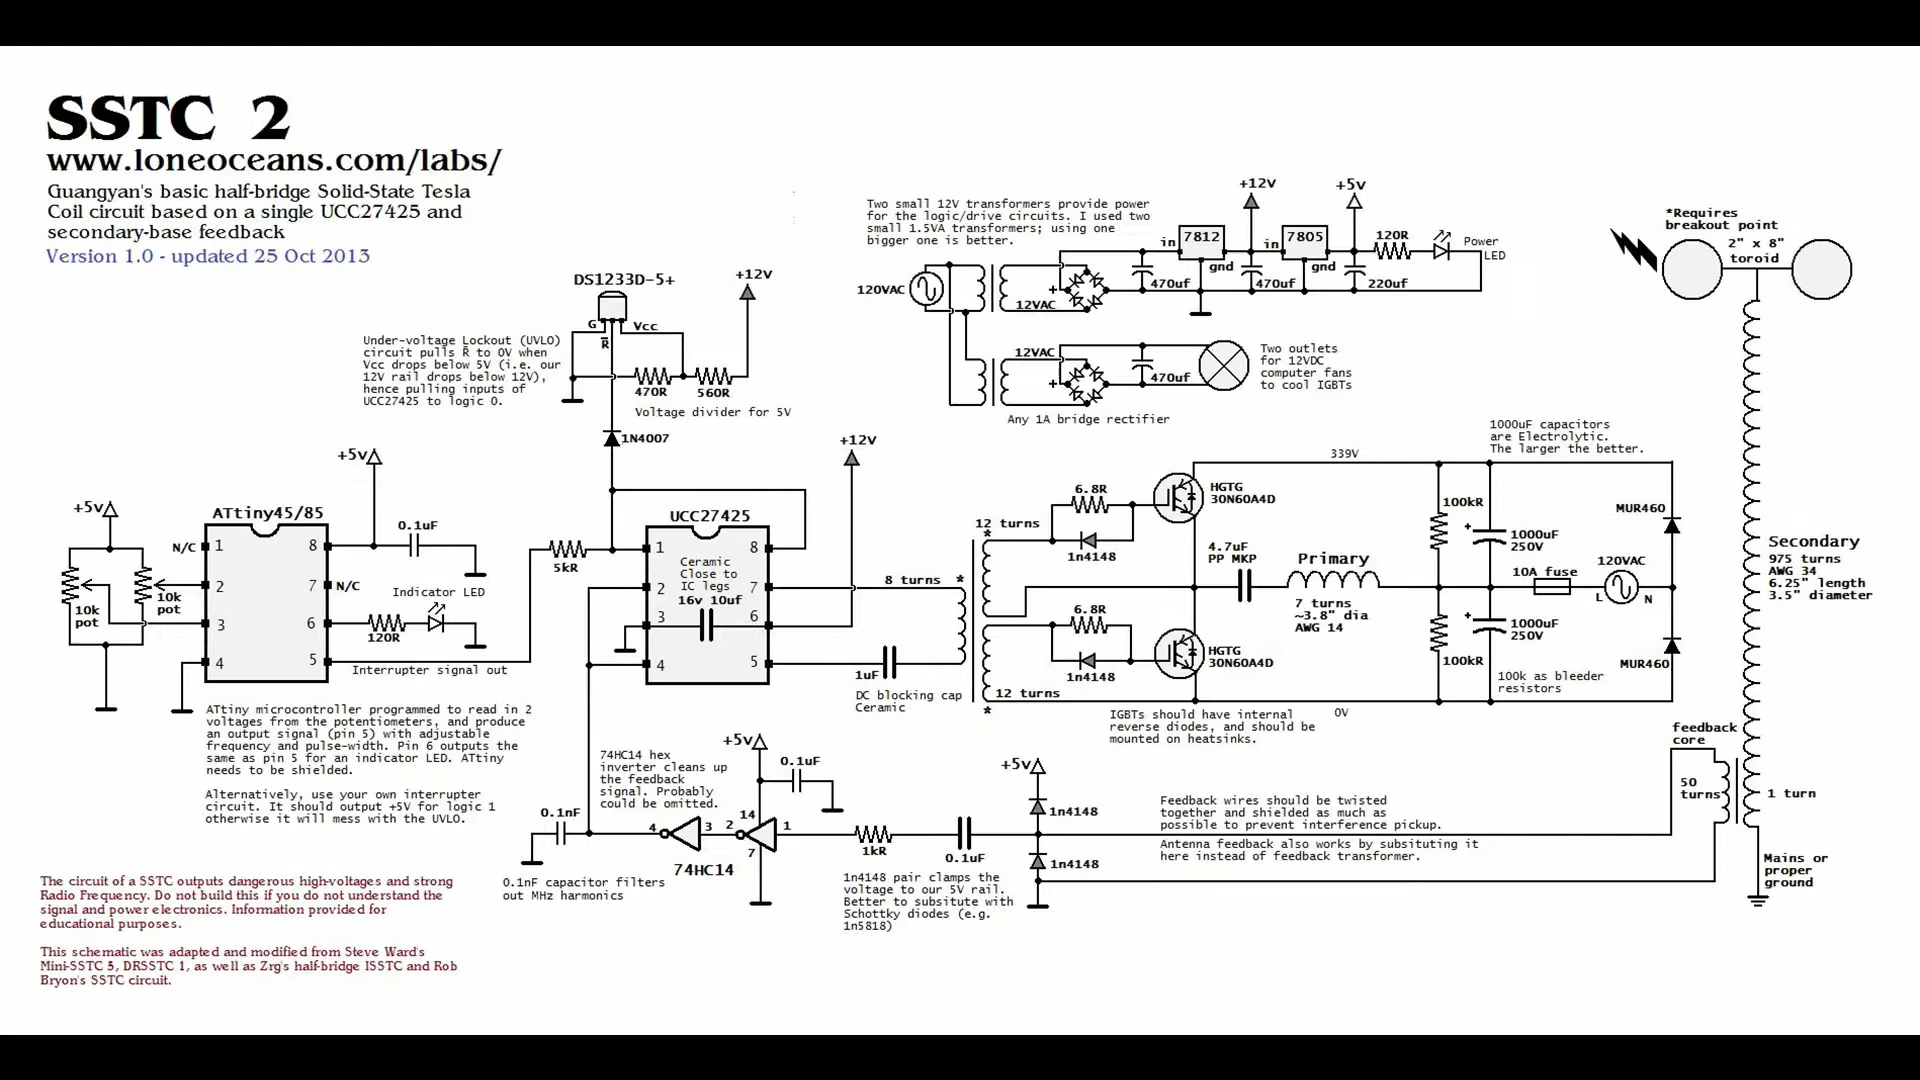 SSTC 2
www.loneoceans.com/labs/
Guangyan's basic half-bridge Solid-State Tesla
Coil circuit based on a single UCC27425 and
secondary-base feedback
Version 1.0 - updated 25 Oct 2013
Two small 12V transformers provide power
for the logic/drive circuits. I used two
small 1.5VA transformers; using one
bigger one is better.
+12V
+5v
in
7812
gnd
in
7805
gnd
120R
Power
LED
120VAC
12VAC
+
470uf
470uf
220uf
12VAC
+
470uf
Two outlets
for 12VDC
computer fans
to cool IGBTs
Any 1A bridge rectifier
*Requires
breakout point
2" x 8"
toroid
DS1233D-5+
+12V
G
R
Vcc
470R
560R
Voltage divider for 5V
1N4007
Under-voltage Lockout (UVLO)
circuit pulls R̄ to 0V when
Vcc drops below 5V (i.e. our
12V rail drops below 12V),
hence pulling inputs of
UCC27425 to logic 0.
+5v
+5v
ATtiny45/85
N/C
1
2
3
4
8
7
6
5
N/C
0.1uF
10k
pot
10k
pot
Indicator LED
120R
Interrupter signal out
5kR
ATtiny microcontroller programmed to read in 2
voltages from the potentiometers, and produce
an output signal (pin 5) with adjustable
frequency and pulse-width. Pin 6 outputs the
same as pin 5 for an indicator LED. ATtiny
needs to be shielded.
Alternatively, use your own interrupter
circuit. It should output +5V for logic 1
otherwise it will mess with the UVLO.
UCC27425
1
2
3
4
8
7
6
5
Ceramic
Close to
IC legs
16v 10uf
+12V
8 turns
*
1uF
DC blocking cap
Ceramic
12 turns
*
12 turns
*
6.8R
1n4148
6.8R
1n4148
HGTG
30N60A4D
HGTG
30N60A4D
4.7uF
PP MKP
Primary
7 turns
~3.8" dia
AWG 14
339V
0V
IGBTs should have internal
reverse diodes, and should be
mounted on heatsinks.
1000uF capacitors
are Electrolytic.
The larger the better.
100kR
100kR
+
1000uF
250V
+
1000uF
250V
100k as bleeder
resistors
10A fuse
120VAC
L
N
MUR460
MUR460
Secondary
975 turns
AWG 34
6.25" length
3.5" diameter
feedback
core
50
turns
1 turn
Mains or
proper
ground
74HC14 hex
inverter cleans up
the feedback
signal. Probably
could be omitted.
+5v
0.1uF
14
7
1
2
3
4
74HC14
0.1nF
0.1nF capacitor filters
out MHz harmonics
1kR
0.1uF
+5v
1n4148
1n4148
1n4148 pair clamps the
voltage to our 5V rail.
Better to subsitute with
Schottky diodes (e.g.
1n5818)
Feedback wires should be twisted
together and shielded as much as
possible to prevent interference pickup.
Antenna feedback also works by subsituting it
here instead of feedback transformer.
The circuit of a SSTC outputs dangerous high-voltages and strong
Radio Frequency. Do not build this if you do not understand the
signal and power electronics. Information provided for
educational purposes.
This schematic was adapted and modified from Steve Ward's
Mini-SSTC 5, DRSSTC 1, as well as Zrg's half-bridge ISSTC and Rob
Bryon's SSTC circuit.